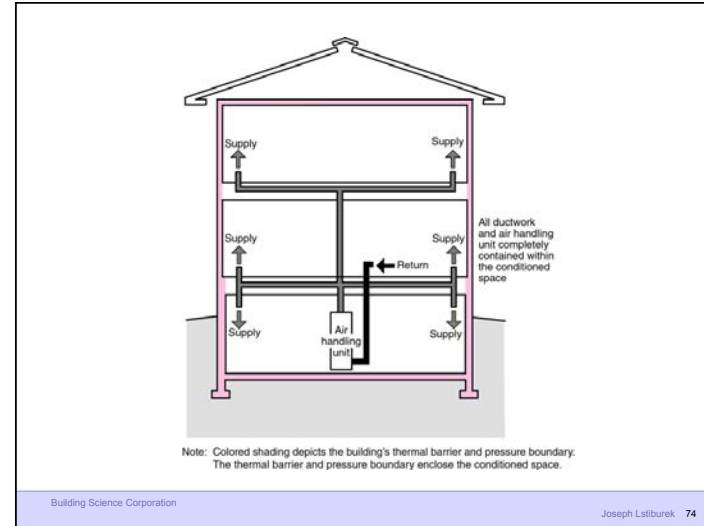 Supply
Supply
Supply
Supply
Return
All ductwork
and air handling
unit completely
contained within
the conditioned
space
Supply
Air
handling
unit
Supply
Note: Colored shading depicts the building's thermal barrier and pressure boundary.
The thermal barrier and pressure boundary enclose the conditioned space.
Building Science Corporation
Joseph Lstiburek 74